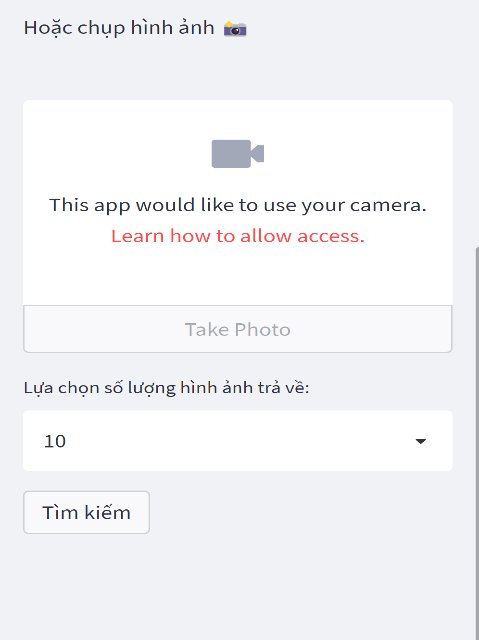 Hoặc chụp hình ảnh 📸
This app would like to use your camera.
Learn how to allow access.
Take Photo
Lựa chọn số lượng hình ảnh trả về:
10
Tìm kiếm